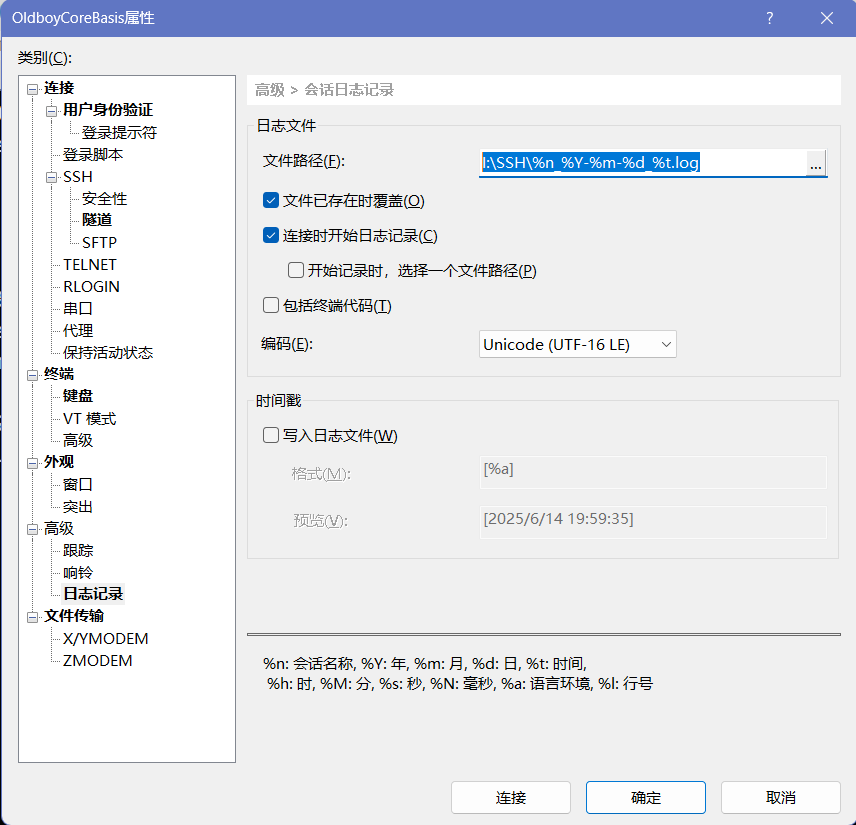 OldboyCoreBasis属性
类别(C):
连接
用户身份验证
登录提示符
登录脚本
SSH
安全性
隧道
SFTP
TELNET
RLOGIN
串口
代理
保持活动状态
终端
键盘
VT 模式
高级
外观
窗口
突出
高级
跟踪
响铃
日志记录
文件传输
X/YMODEM
ZMODEM
高级 > 会话日志记录
日志文件
文件路径(F): I:\SSH\%n_%Y-%m-%d_%t.log ...
文件已存在时覆盖(O)
连接时开始日志记录(C)
开始记录时，选择一个文件路径(P)
包括终端代码(T)
编码(E): Unicode (UTF-16 LE)
时间戳
写入日志文件(W)
格式(M): [%a]
预览(V): [2025/6/14 19:59:35]
%n: 会话名称, %Y: 年, %m: 月, %d: 日, %t: 时间,
%h: 时, %M: 分, %s: 秒, %N: 毫秒, %a: 语言环境, %l: 行号
连接 确定 取消